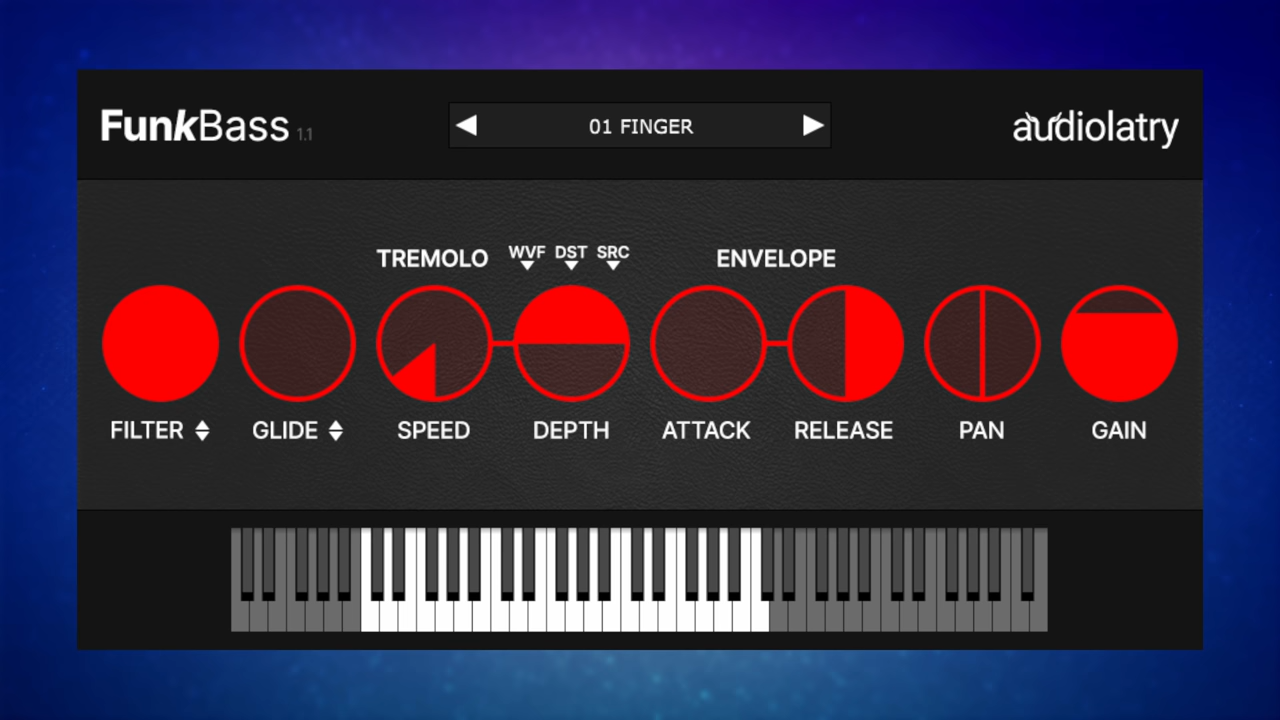 FunkBass 1.1
01 FINGER
audiolatry
TREMOLO WVF DST SRC ENVELOPE
FILTER GLIDE SPEED DEPTH ATTACK RELEASE PAN GAIN